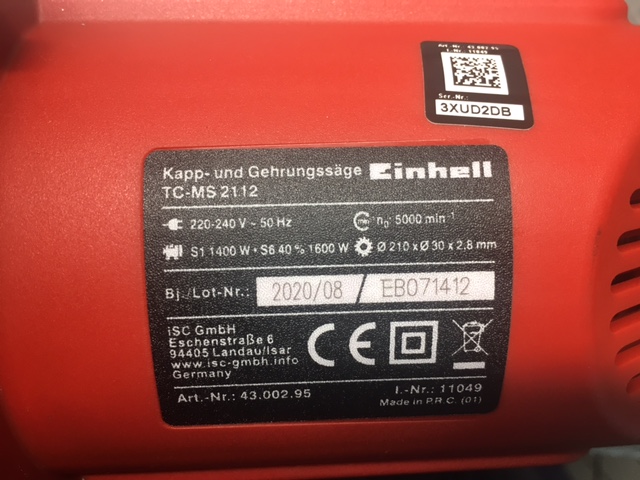 Art.-Nr.: 43.002.95
I.-Nr.: 11049
Ser.-Nr.:
3XUD2DB
Kapp- und Gehrungssäge Einhell
TC-MS 2112
220-240 V ~ 50 Hz n₀: 5000 min⁻¹
S1 1400 W • S6 40 % 1600 W Ø 210 x Ø 30 x 2,8 mm
Bj./Lot-Nr.: 2020/08 / EB071412
iSC GmbH
Eschenstraße 6
94405 Landau/Isar
www.isc-gmbh.info
Germany
CE
Art.-Nr.: 43.002.95 I.-Nr.: 11049
Made in P.R.C. (01)